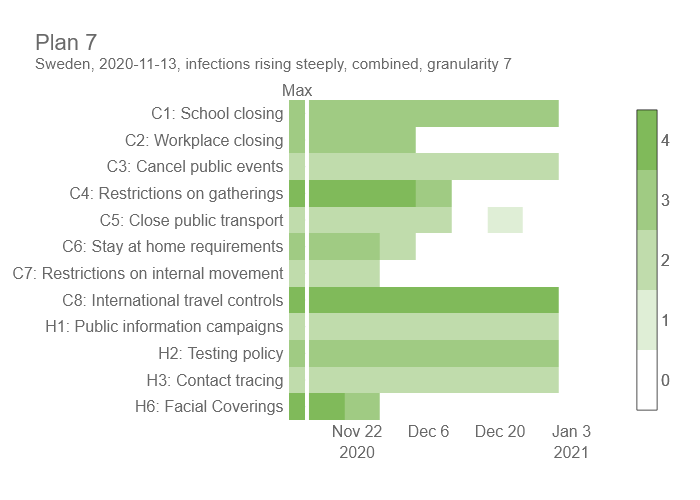 Plan 7
Sweden, 2020-11-13, infections rising steeply, combined, granularity 7
Max
C1: School closing
C2: Workplace closing
C3: Cancel public events
C4: Restrictions on gatherings
C5: Close public transport
C6: Stay at home requirements
C7: Restrictions on internal movement
C8: International travel controls
H1: Public information campaigns
H2: Testing policy
H3: Contact tracing
H6: Facial Coverings
Nov 22 Dec 6 Dec 20 Jan 3
2020 2021
4
3
2
1
0